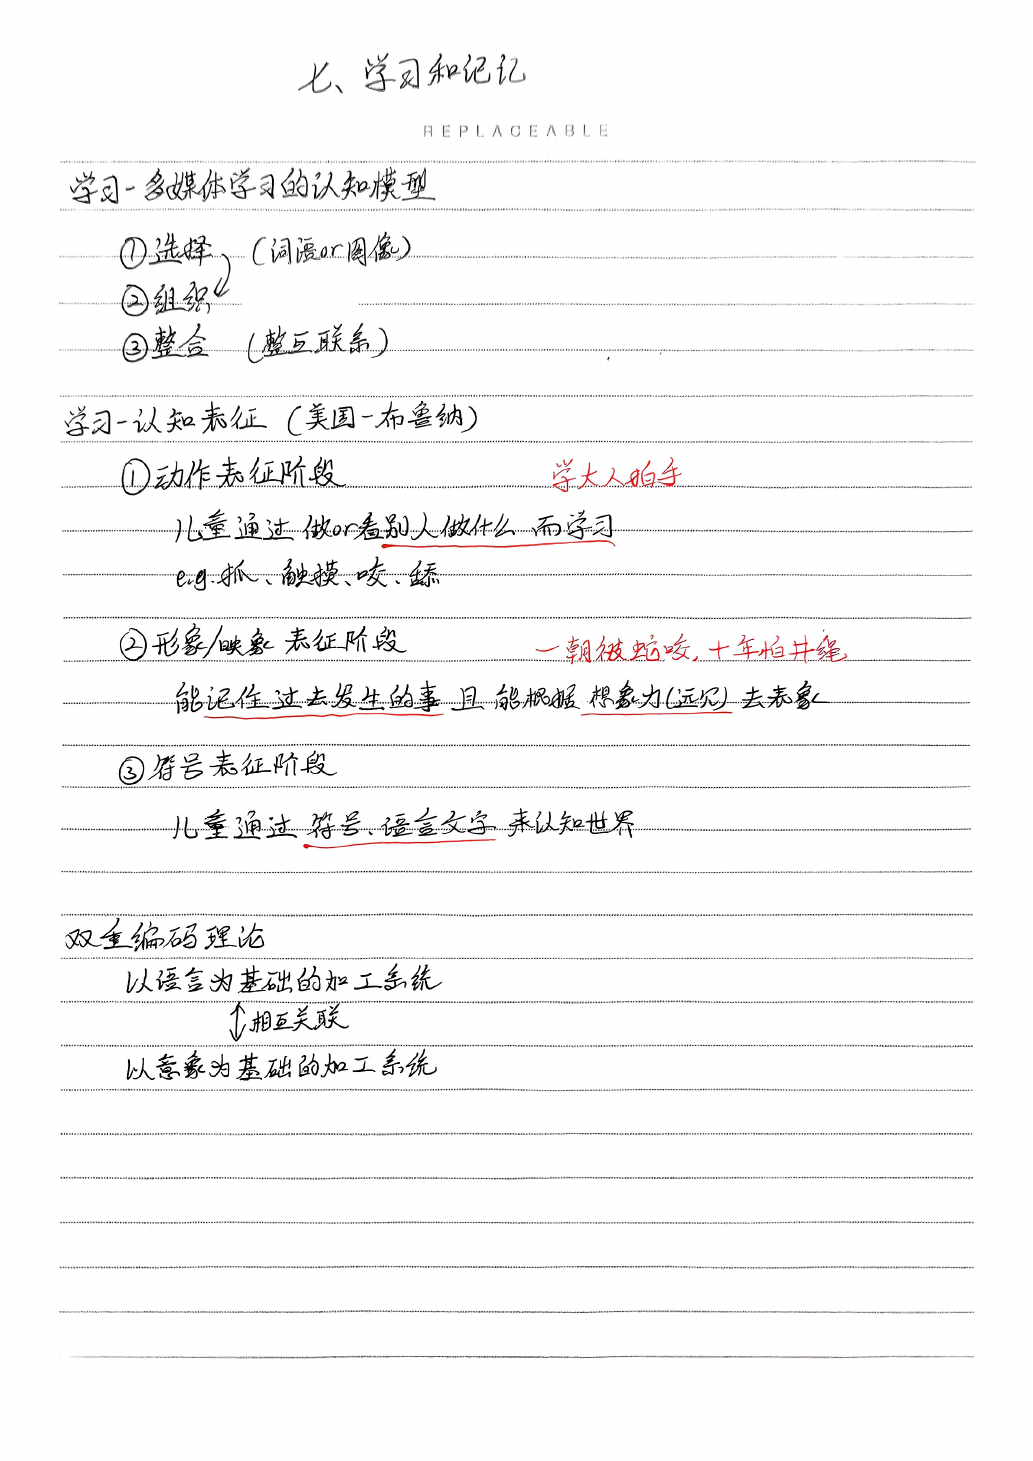 七、学习和记忆
REPLACEABLE
学习-多媒体学习的认知模型
①选择 (词语or图像)
②组织
③整合 (整互联系)
学习-认知表征 (美国-布鲁纳)
①动作表征阶段 学大人拍手
儿童通过 做or看别人做什么 而学习
e.g.抓、触摸、咬、舔
②形象/映象 表征阶段 一朝被蛇咬,十年怕井绳
能记住过去发生的事 且 能根据 想象力(远见) 去表象
③符号表征阶段
儿童通过 符号、语言文字 来认知世界
双重编码理论
以语言为基础的加工系统
相互关联
以意象为基础的加工系统